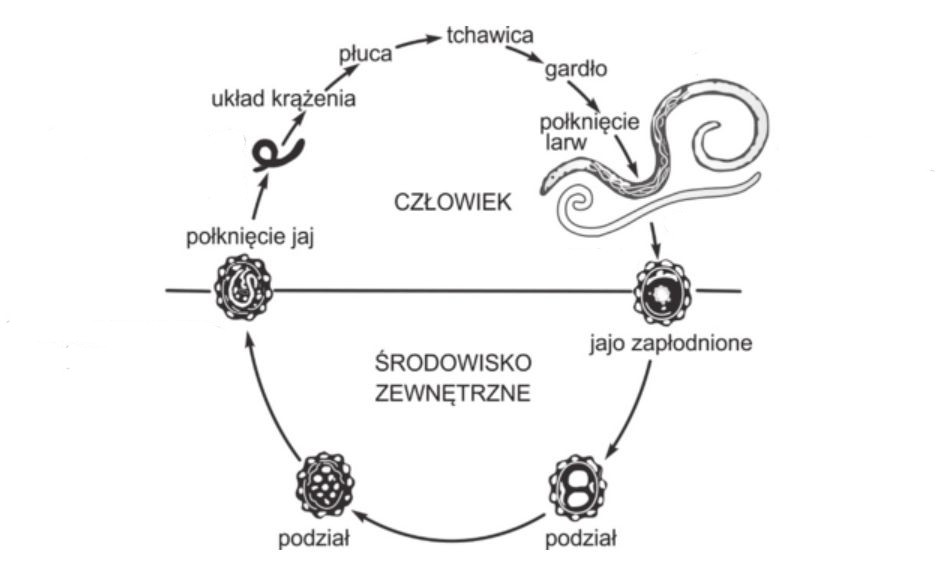 tchawica
płuca
gardło
układ krążenia
połknięcie
larw
CZŁOWIEK
połknięcie jaj
jajo zapłodnione
ŚRODOWISKO
ZEWNĘTRZNE
podział
podział